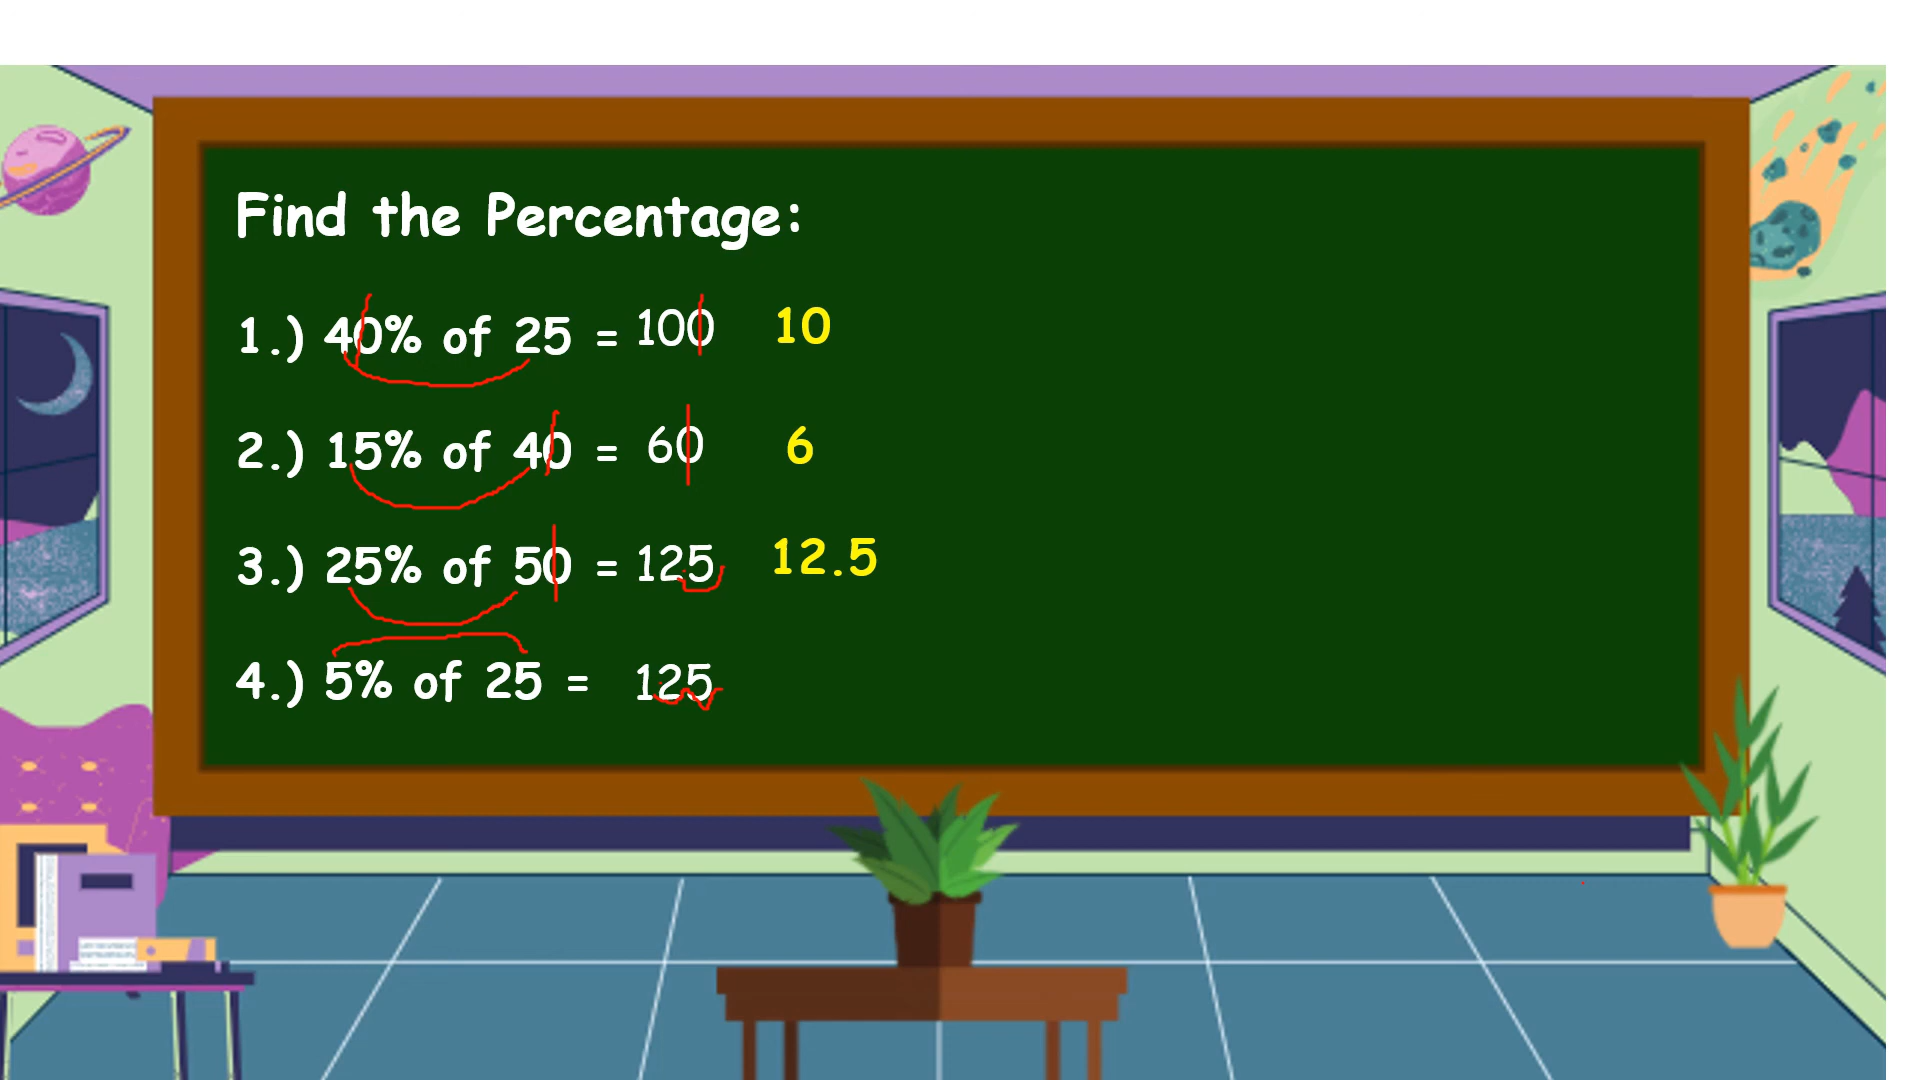 Find the Percentage:
1.) 40% of 25 = 100 10
2.) 15% of 40 = 60 6
3.) 25% of 50 = 125 12.5
4.) 5% of 25 = 125